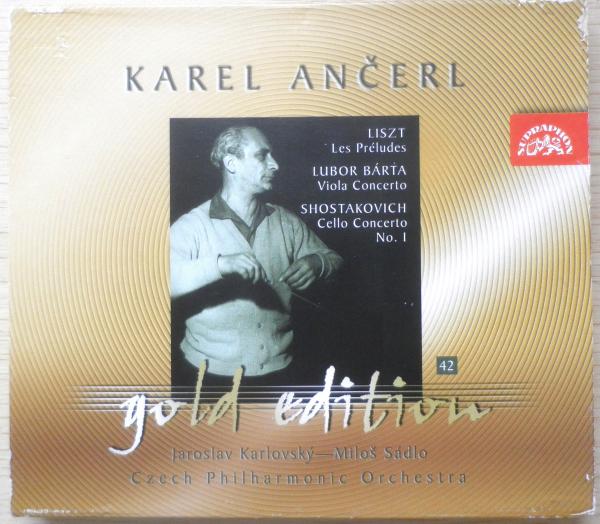 KAREL ANČERL
LISZT
Les Préludes
LUBOR BÁRTA
Viola Concerto
SHOSTAKOVICH
Cello Concerto
No. 1
SUPRAPHON
42
gold edition
Jaroslav Karlovský—Miloš Sádlo
Czech Philharmonic Orchestra